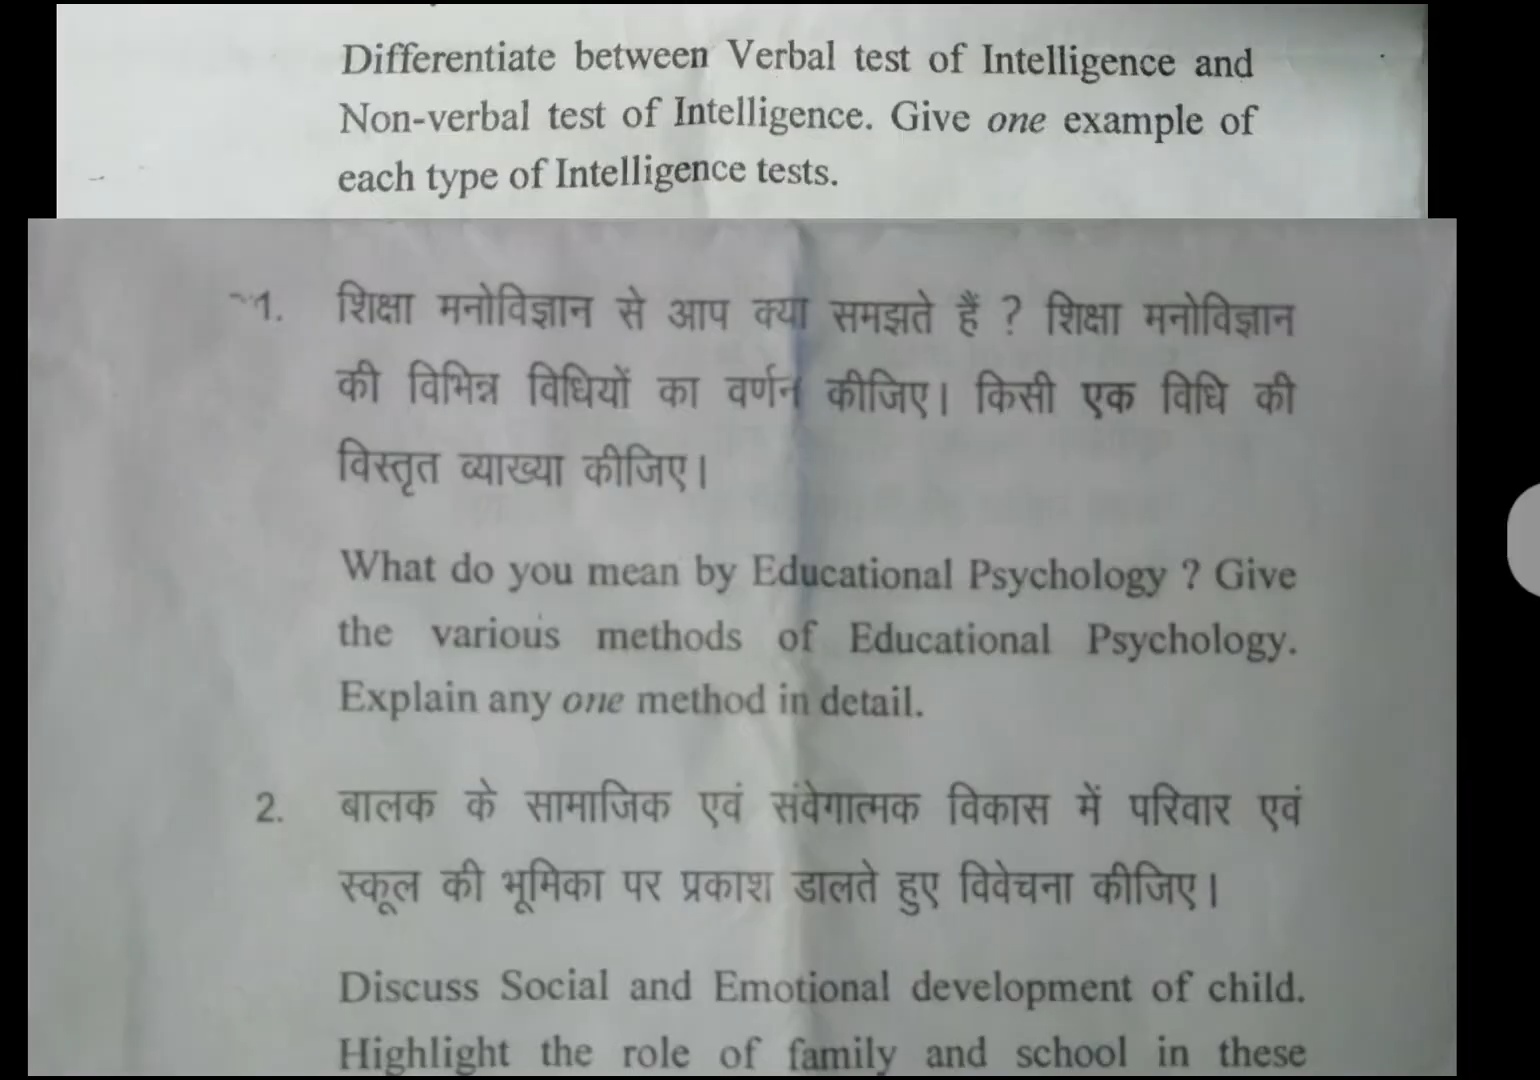 Differentiate between Verbal test of Intelligence and
Non-verbal test of Intelligence. Give one example of
each type of Intelligence tests.
1. शिक्षा मनोविज्ञान से आप क्या समझते हैं ? शिक्षा मनोविज्ञान
की विभिन्न विधियों का वर्णन कीजिए। किसी एक विधि की
विस्तृत व्याख्या कीजिए।
What do you mean by Educational Psychology ? Give
the various methods of Educational Psychology.
Explain any one method in detail.
2. बालक के सामाजिक एवं संवेगात्मक विकास में परिवार एवं
स्कूल की भूमिका पर प्रकाश डालते हुए विवेचना कीजिए।
Discuss Social and Emotional development of child.
Highlight the role of family and school in these